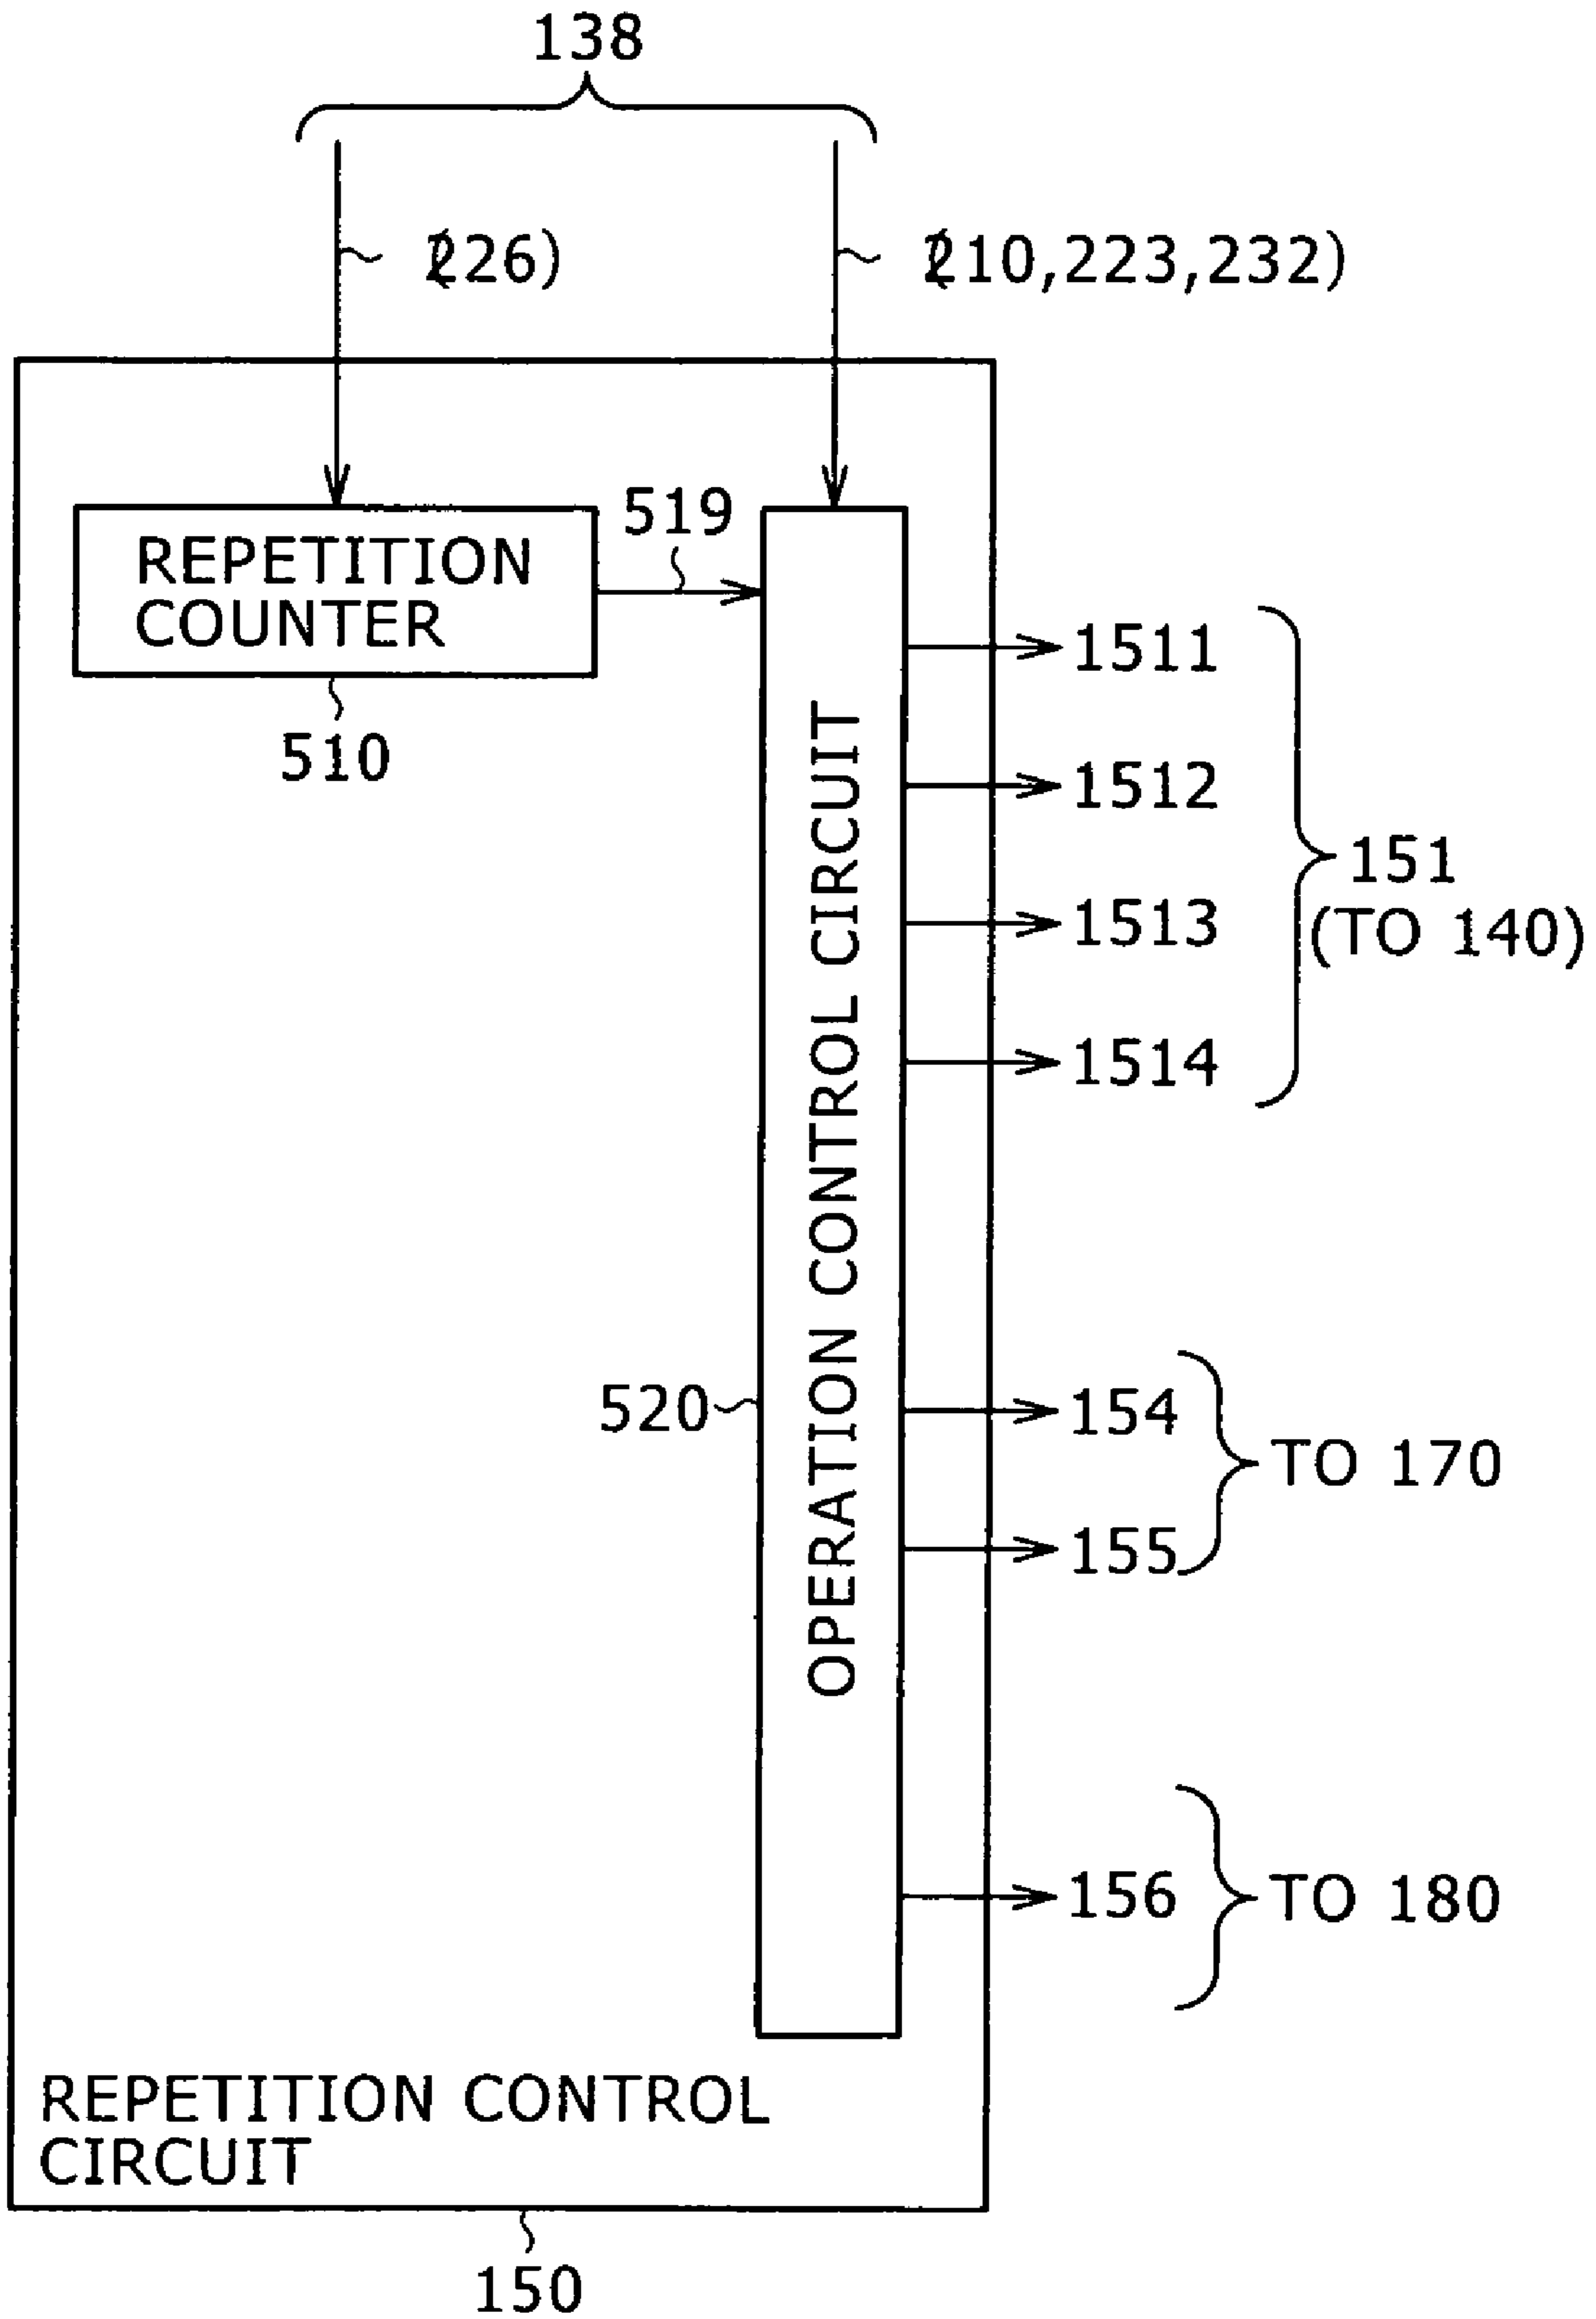 138
(226)
(210,223,232)
519
REPETITION
COUNTER
510
1511
1512
1513
1514
151
(TO 140)
OPERATION CONTROL CIRCUIT
520
154
155
TO 170
156
TO 180
REPETITION CONTROL
CIRCUIT
150